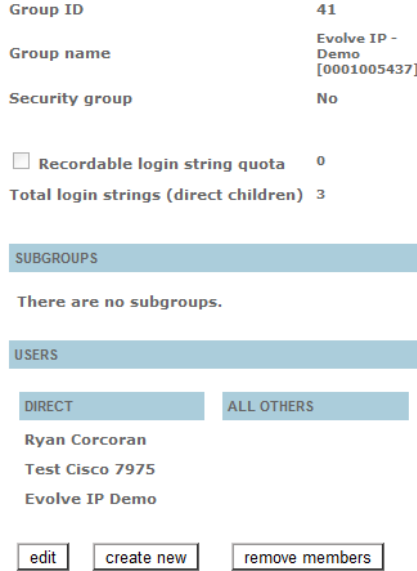 Group ID 41
Group name Evolve IP -
Demo
[0001005437]
Security group No
Recordable login string quota 0
Total login strings (direct children) 3
SUBGROUPS
There are no subgroups.
USERS
DIRECT ALL OTHERS
Ryan Corcoran
Test Cisco 7975
Evolve IP Demo
edit create new remove members